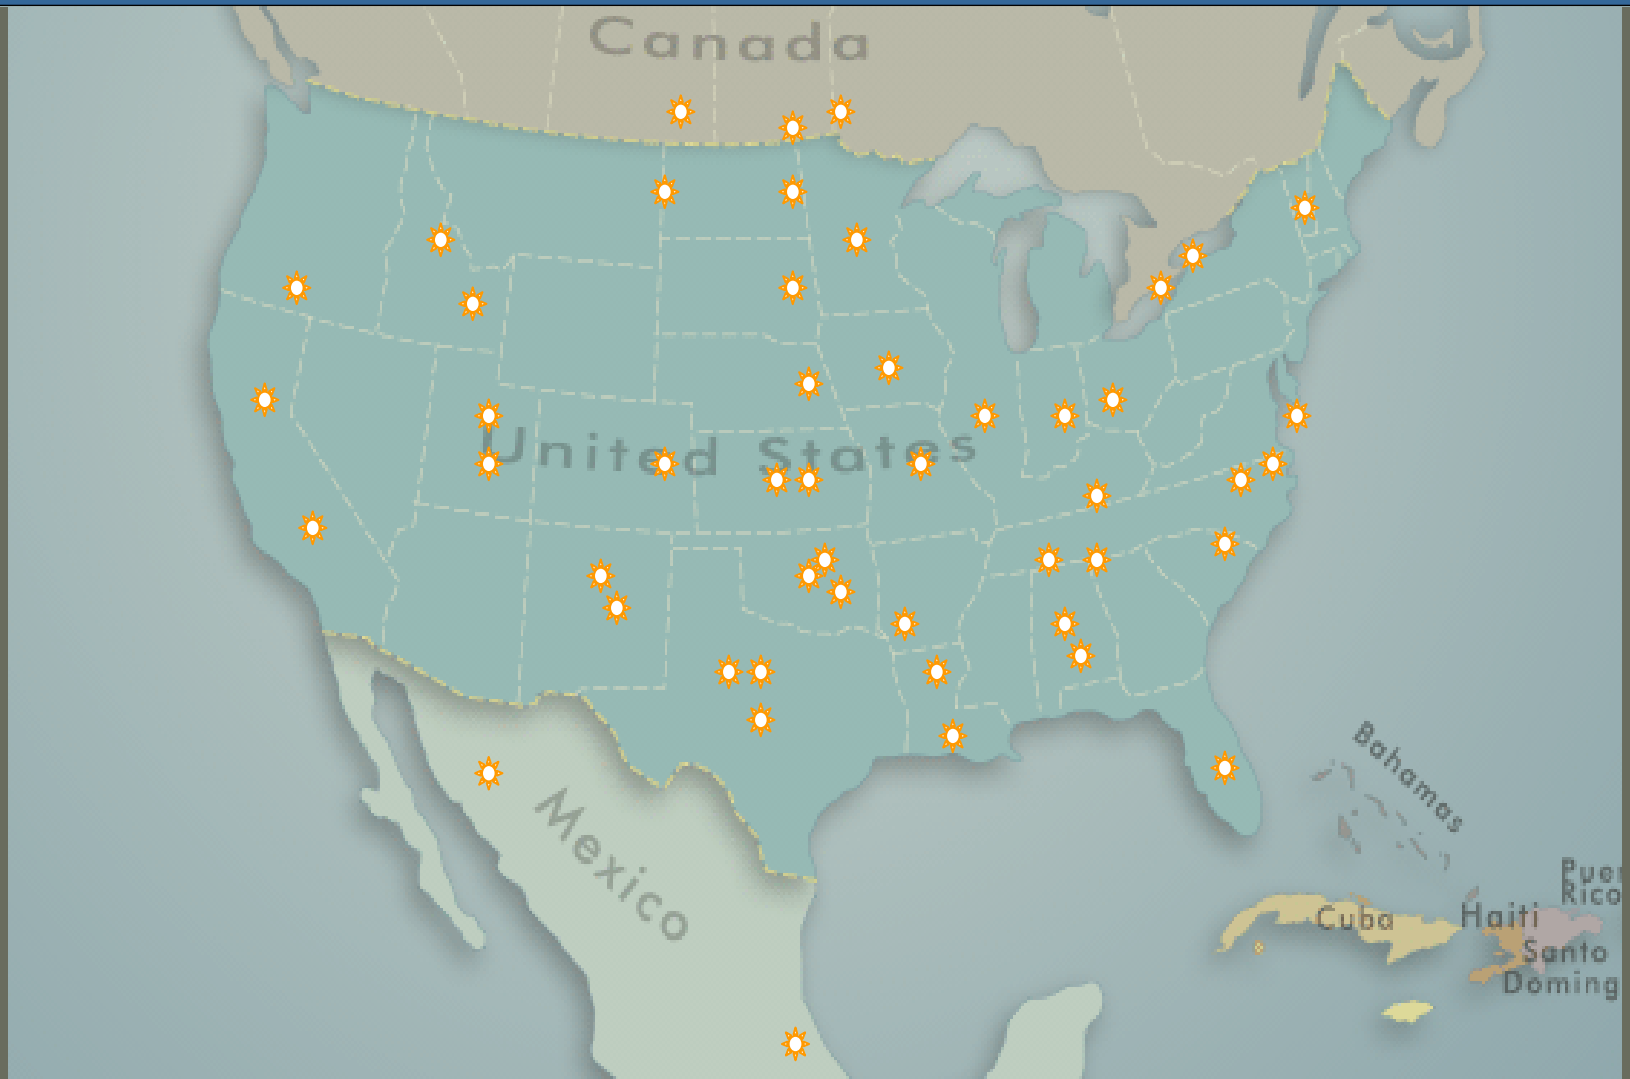 Canada
United States
Mexico
Bahamas
Puer
Rico
Cuba
Haiti
Santo
Doming